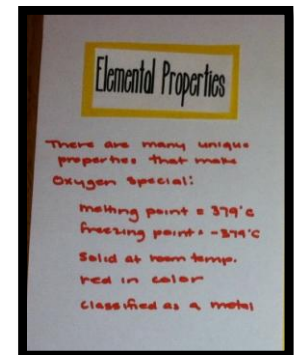 Elemental Properties
There are many unique
properties that make
Oxygen special:
melting point = 379°c
freezing point = -379°c
Solid at room temp.
red in color
classified as a metal